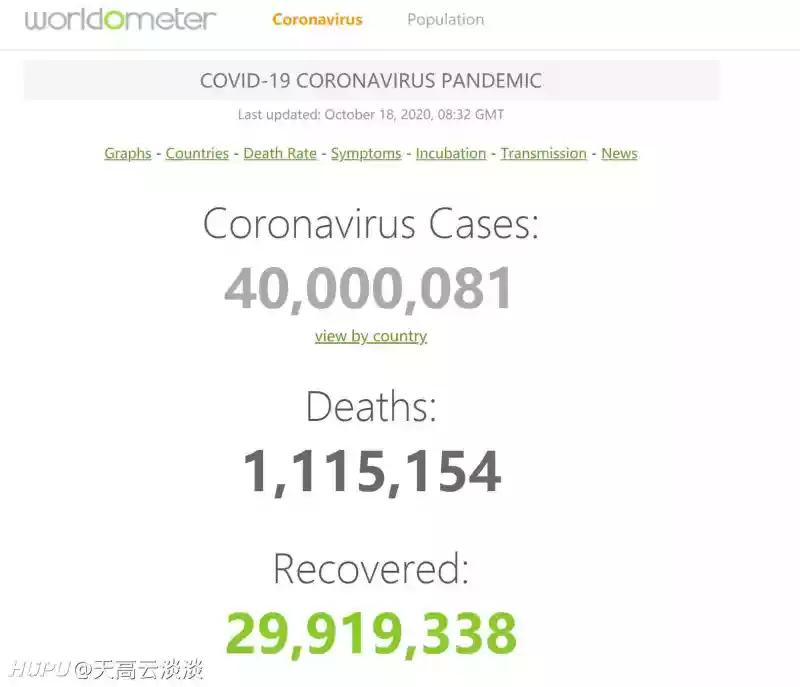 worldometer Coronavirus Population
COVID-19 CORONAVIRUS PANDEMIC
Last updated: October 18, 2020, 08:32 GMT
Graphs - Countries - Death Rate - Symptoms - Incubation - Transmission - News
Coronavirus Cases:
40,000,081
view by country
Deaths:
1,115,154
Recovered:
29,919,338
HUPU@天高云淡淡